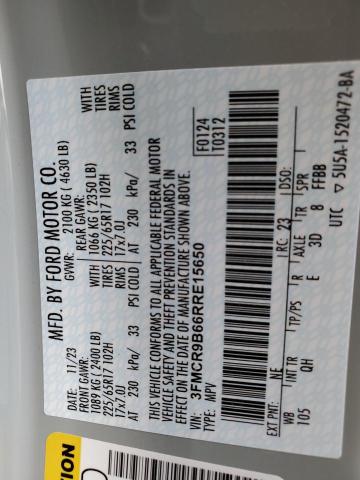 MFD. BY FORD MOTOR CO.
DATE: 11/23 GVWR: 2100 KG (4630 LB)
FRONT GAWR: REAR GAWR: WITH
1089 KG (2400 LB) 1066 KG (2350 LB) TIRES
225/65R17 102H 225/65R17 102H RIMS
17x7.0J 17x7.0J
AT 230 kPa/ 33 PSI COLD AT 230 kPa/ 33 PSI COLD
THIS VEHICLE CONFORMS TO ALL APPLICABLE FEDERAL MOTOR
VEHICLE SAFETY AND THEFT PREVENTION STANDARDS IN
EFFECT ON THE DATE OF MANUFACTURE SHOWN ABOVE.
VIN: 3FMCR9B66RRE15650 F0124
TYPE: MPV T0312
EXT PNT: NE RC: 23 DSO:
WB INT TR TP/PS R AXLE TR SPR
105 QH E 3D 8 FFBB
UTC ▽ 5U5A-1520472-BA
WITH
TIRES
RIMS
TION